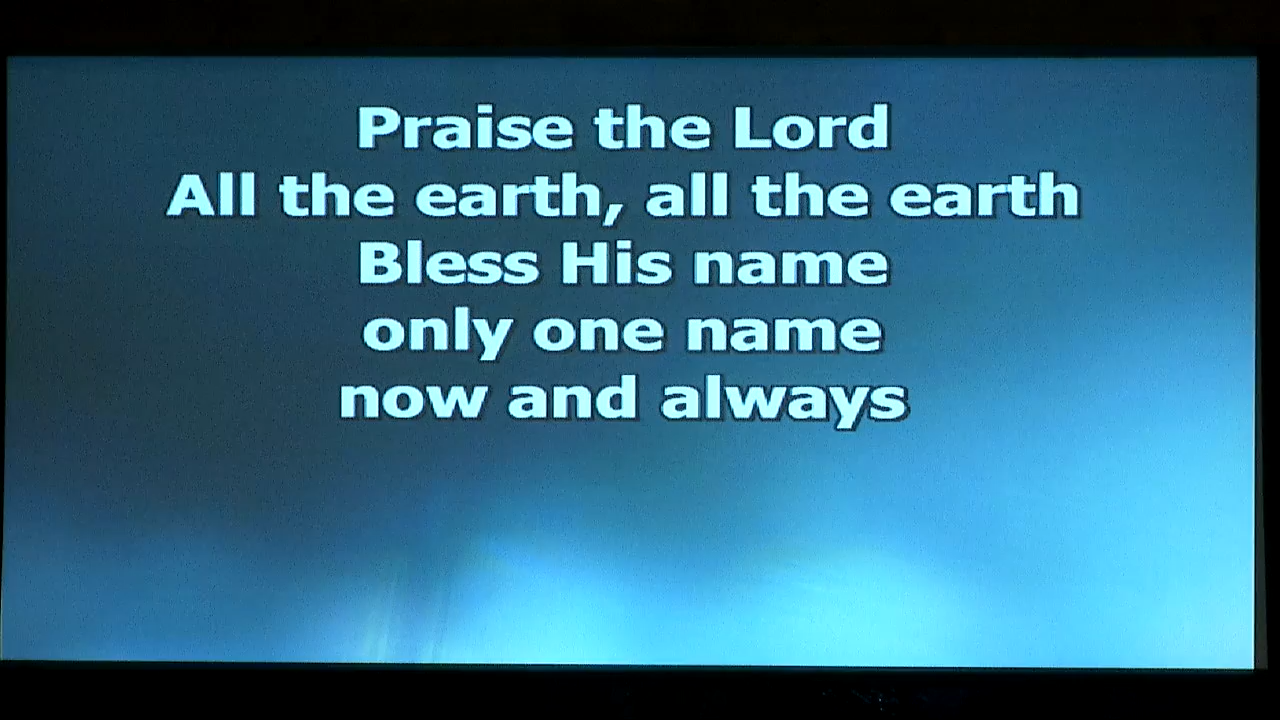 Praise the Lord
All the earth, all the earth
Bless His name
only one name
now and always